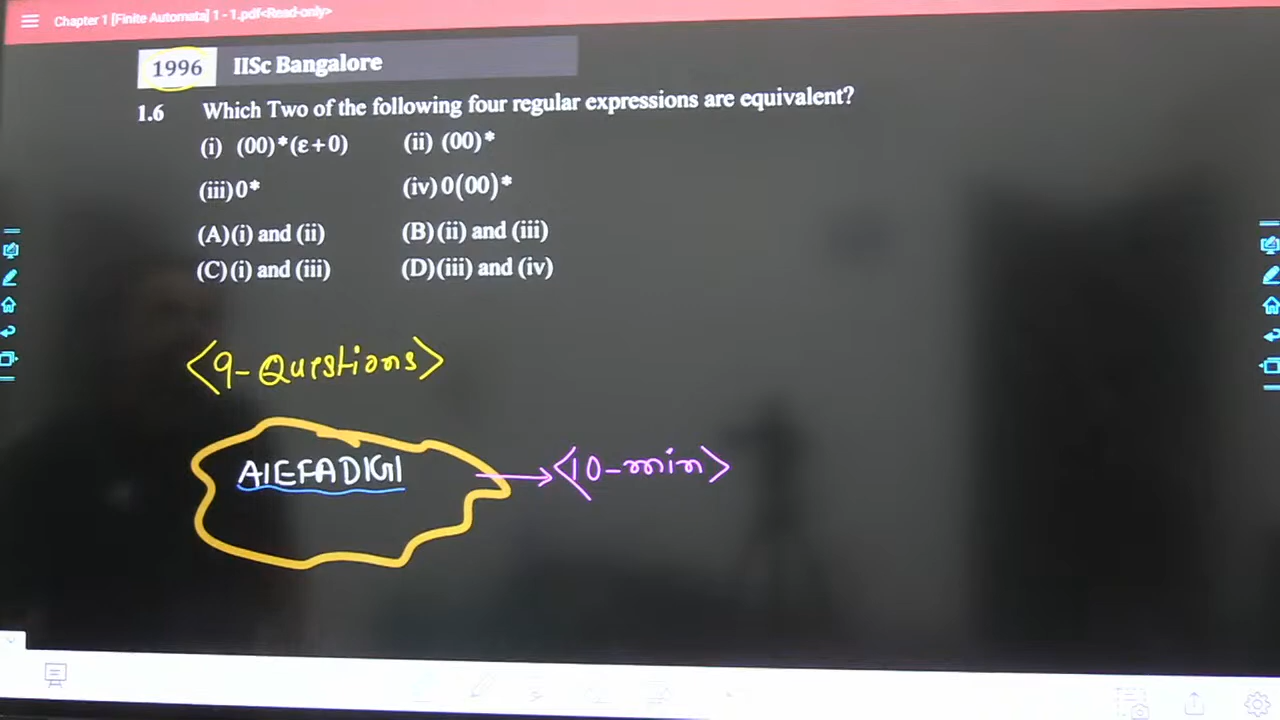 Chapter 1 [Finite Automata] 1 - 1.pdf<Read-only>
1996 IISc Bangalore
1.6 Which Two of the following four regular expressions are equivalent?
(i) (00)*(ε+0) (ii) (00)*
(iii) 0* (iv) 0(00)*
(A) (i) and (ii) (B) (ii) and (iii)
(C) (i) and (iii) (D) (iii) and (iv)
<9-Questions>
AIEFADIGI <10-min>